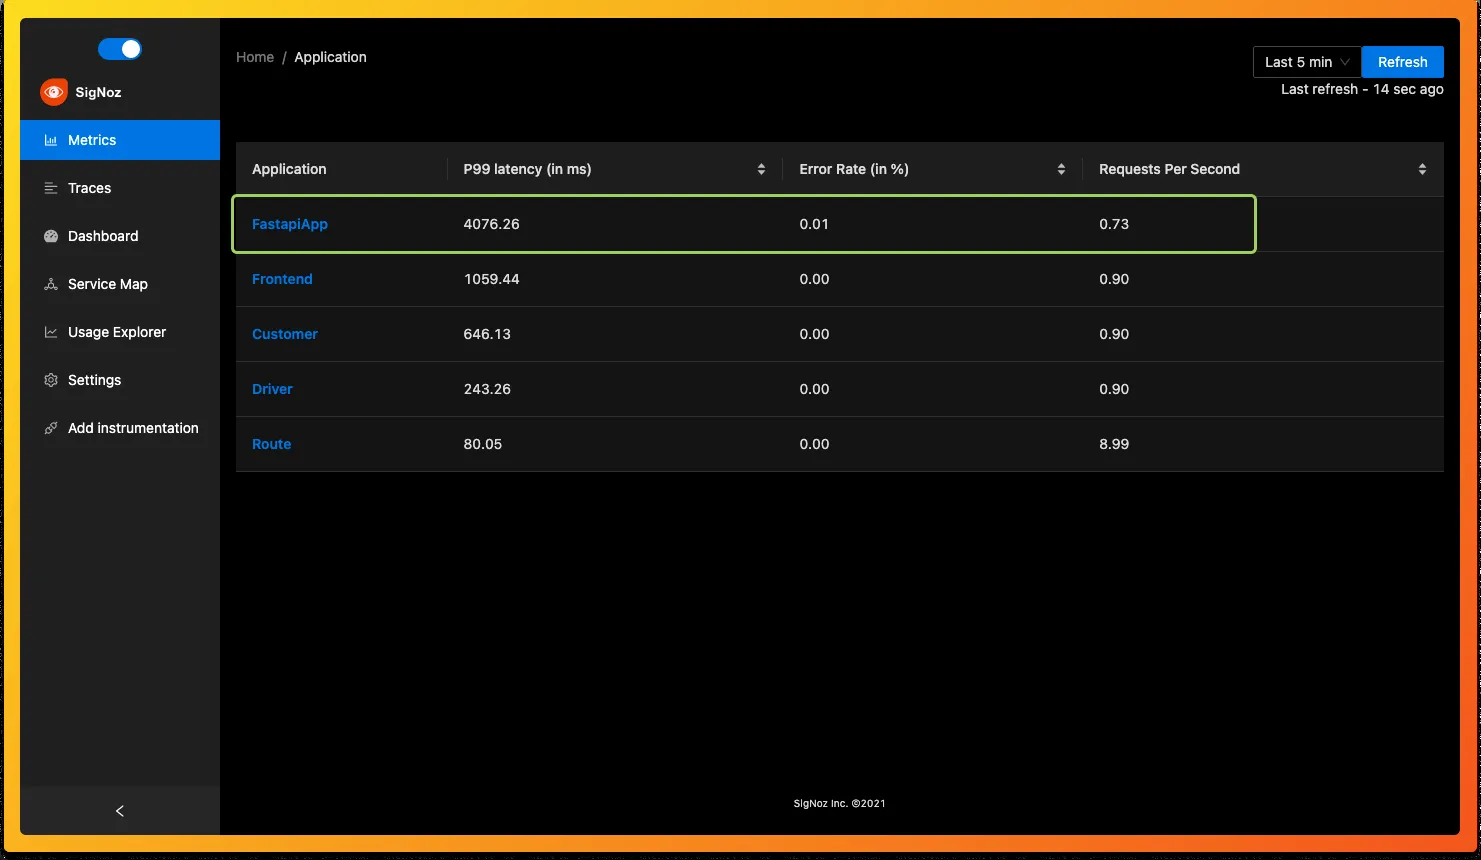 Home / Application
Last 5 min
Refresh
Last refresh - 14 sec ago
SigNoz
Metrics
Traces
Dashboard
Service Map
Usage Explorer
Settings
Add instrumentation
Application P99 latency (in ms) Error Rate (in %) Requests Per Second
FastapiApp 4076.26 0.01 0.73
Frontend 1059.44 0.00 0.90
Customer 646.13 0.00 0.90
Driver 243.26 0.00 0.90
Route 80.05 0.00 8.99
SigNoz Inc. ©2021